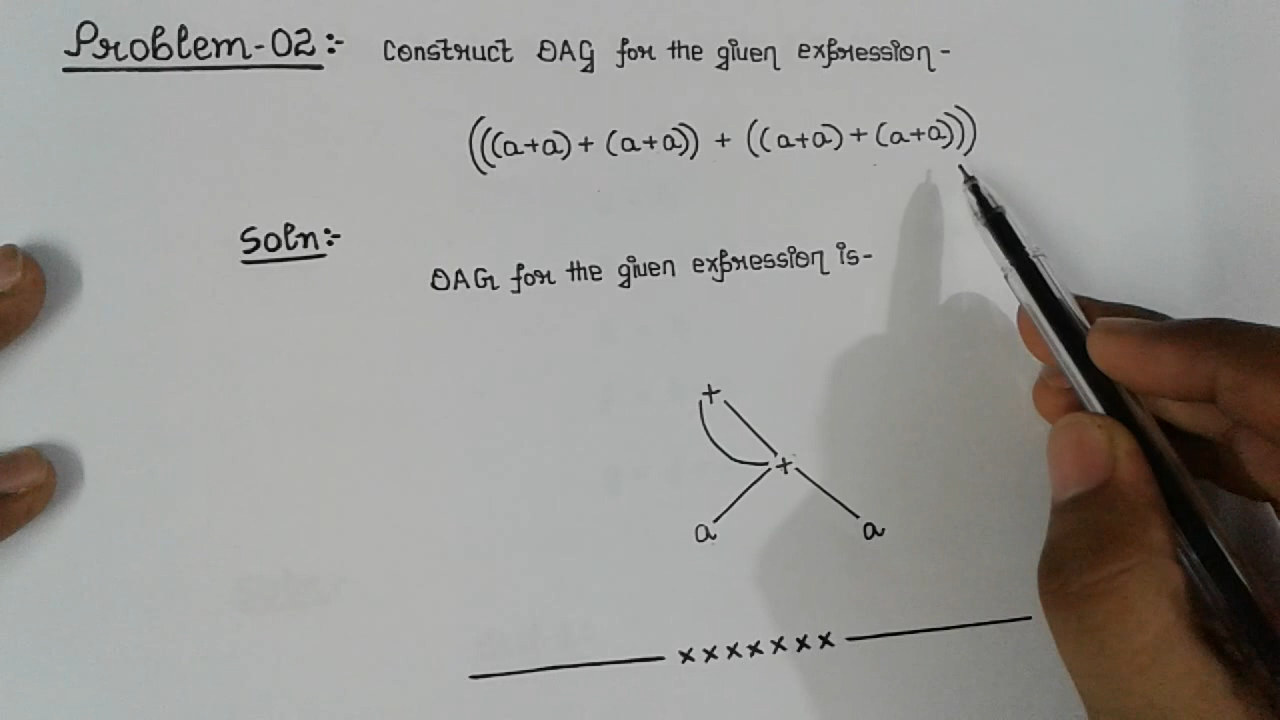 Problem-02:- Construct DAG for the given expression-
(((a+a)+(a+a)) + ((a+a)+(a+a)))
Soln:-
DAG for the given expression is-
+
+
a a
xxxxxxx